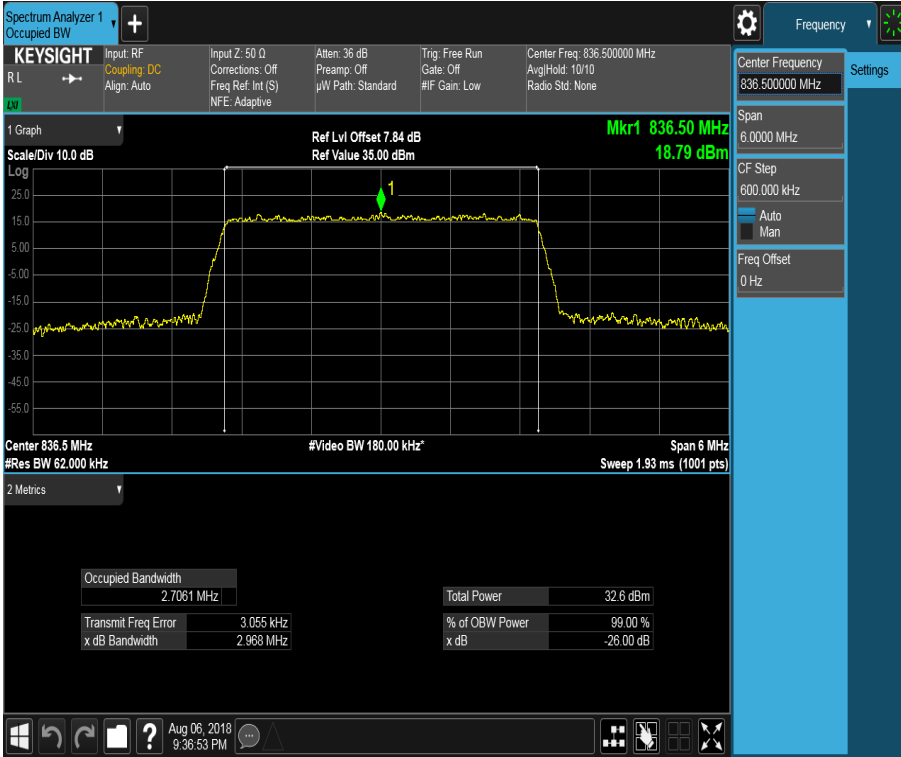 Spectrum Analyzer 1
Occupied BW
+
Frequency
KEYSIGHT
R L
LXI
Input: RF
Coupling: DC
Align: Auto
Input Z: 50 Ω
Corrections: Off
Freq Ref: Int (S)
NFE: Adaptive
Atten: 36 dB
Preamp: Off
µW Path: Standard
Trig: Free Run
Gate: Off
#IF Gain: Low
Center Freq: 836.500000 MHz
Avg|Hold: 10/10
Radio Std: None
Center Frequency
836.500000 MHz
Settings
Span
6.0000 MHz
CF Step
600.000 kHz
Auto
Man
Freq Offset
0 Hz
1 Graph
Scale/Div 10.0 dB
Ref Lvl Offset 7.84 dB
Ref Value 35.00 dBm
Mkr1 836.50 MHz
18.79 dBm
Log
25.0
15.0
5.00
-5.00
-15.0
-25.0
-35.0
-45.0
-55.0
1
Center 836.5 MHz
#Res BW 62.000 kHz
#Video BW 180.00 kHz*
Span 6 MHz
Sweep 1.93 ms (1001 pts)
2 Metrics
Occupied Bandwidth
2.7061 MHz
Transmit Freq Error 3.055 kHz
x dB Bandwidth 2.968 MHz
Total Power 32.6 dBm
% of OBW Power 99.00 %
x dB -26.00 dB
?
Aug 06, 2018
9:36:53 PM